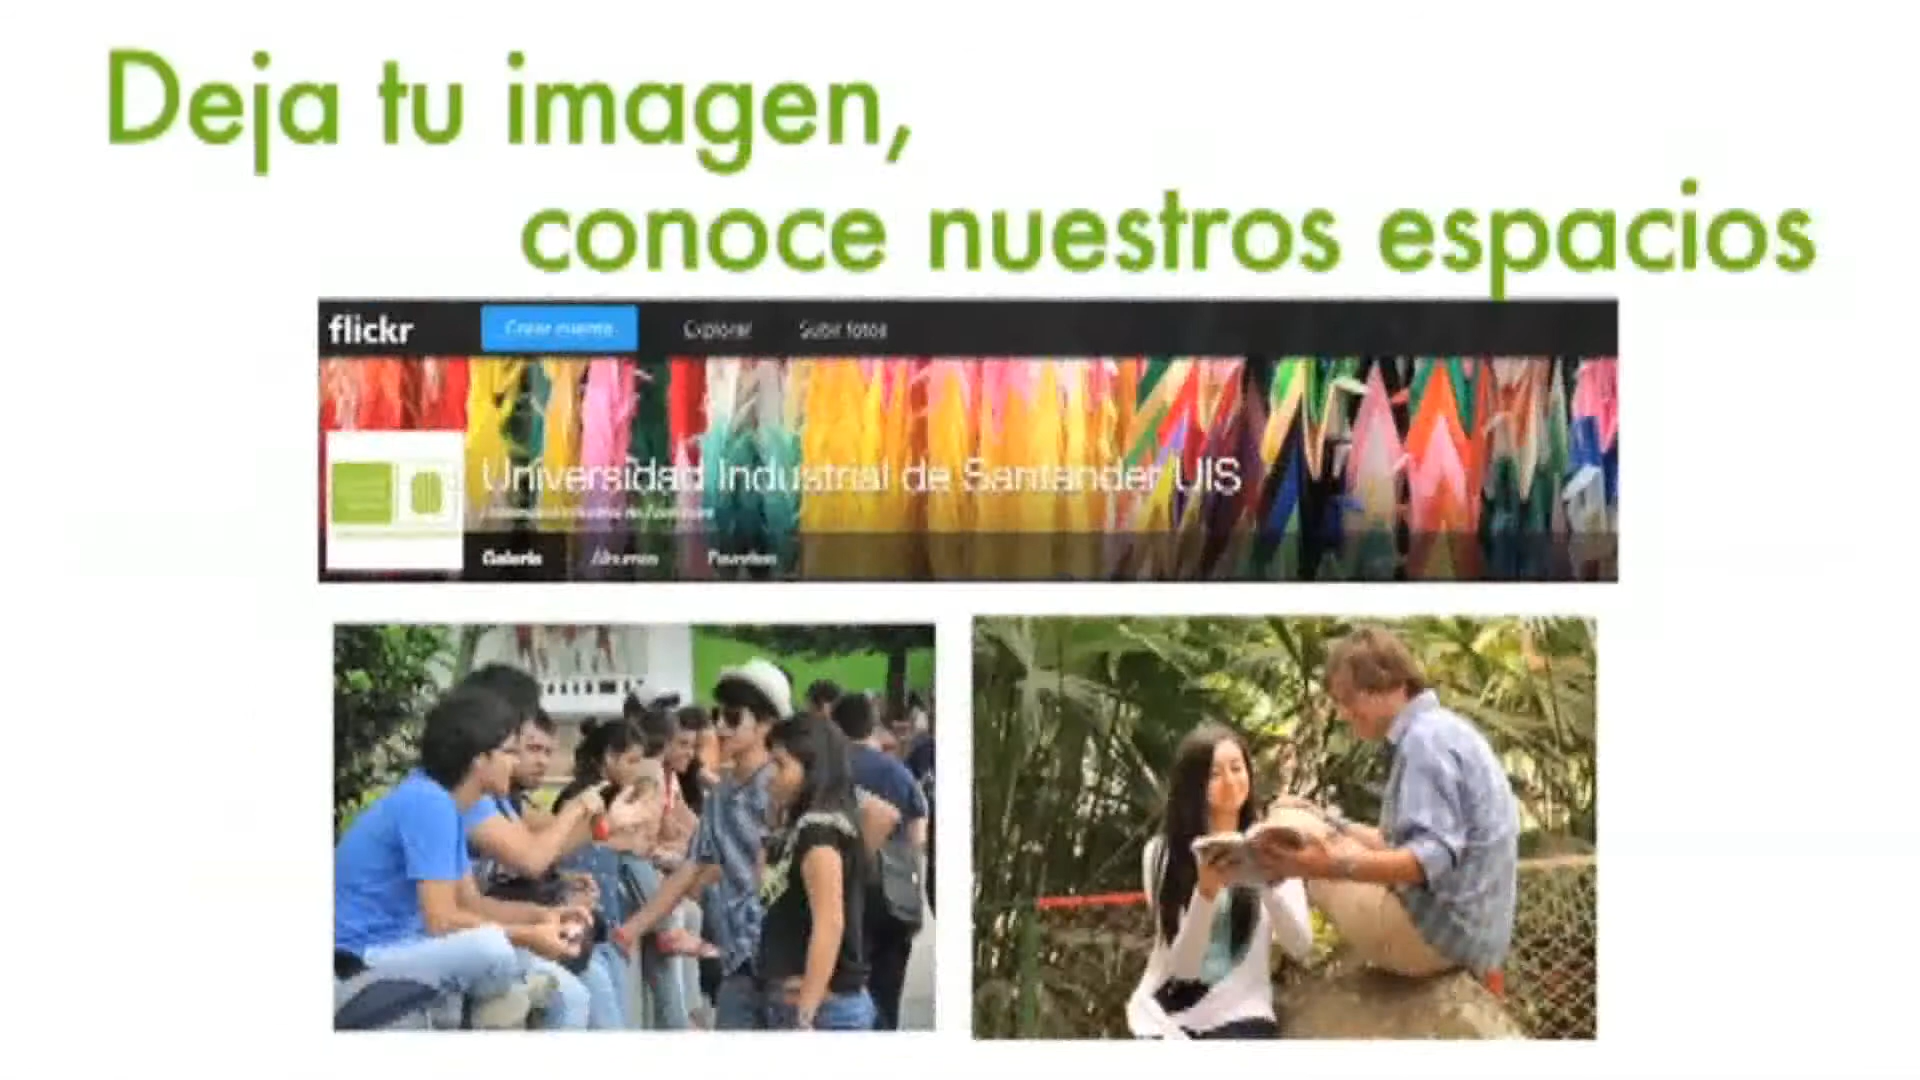 Deja tu imagen,
conoce nuestros espacios
flickr
Crear cuenta
Explorar
Subir fotos
Universidad Industrial de Santander UIS
Galería
Álbumes
Favoritos